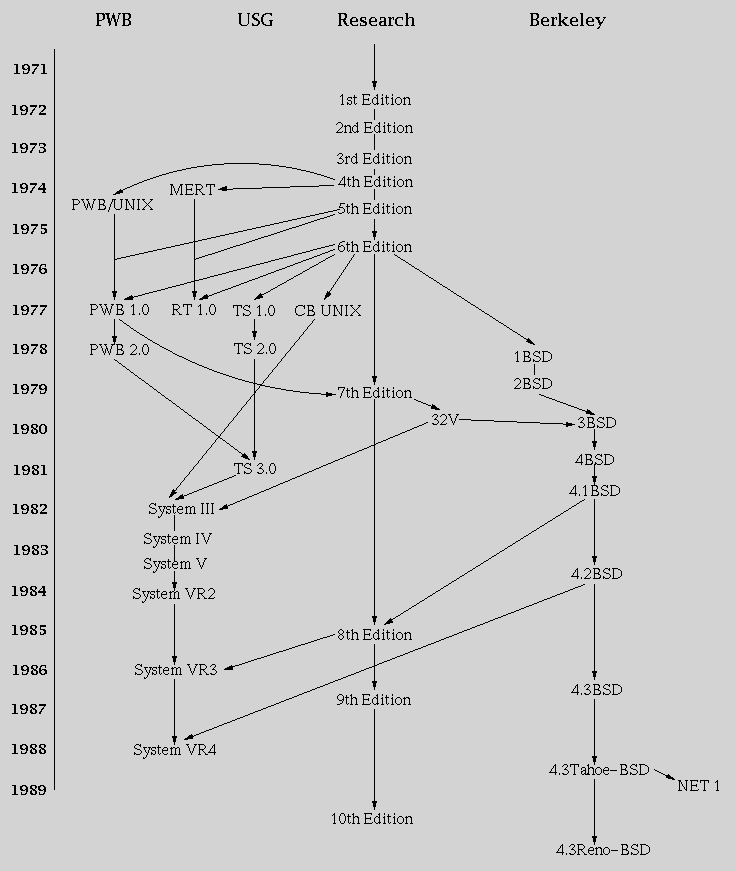 PWB USG Research Berkeley
1971
1st Edition
1972
2nd Edition
1973
3rd Edition
4th Edition
1974 MERT
PWB/UNIX
5th Edition
1975
6th Edition
1976
1977 PWB 1.0 RT 1.0 TS 1.0 CB UNIX
1978 PWB 2.0 TS 2.0
1BSD
2BSD
1979 7th Edition
32V 3BSD
1980
4BSD
1981 TS 3.0
4.1BSD
1982 System III
System IV
1983
System V
4.2BSD
1984 System VR2
1985 8th Edition
1986 System VR3
4.3BSD
9th Edition
1987
1988 System VR4
4.3Tahoe-BSD
NET 1
1989
10th Edition
4.3Reno-BSD